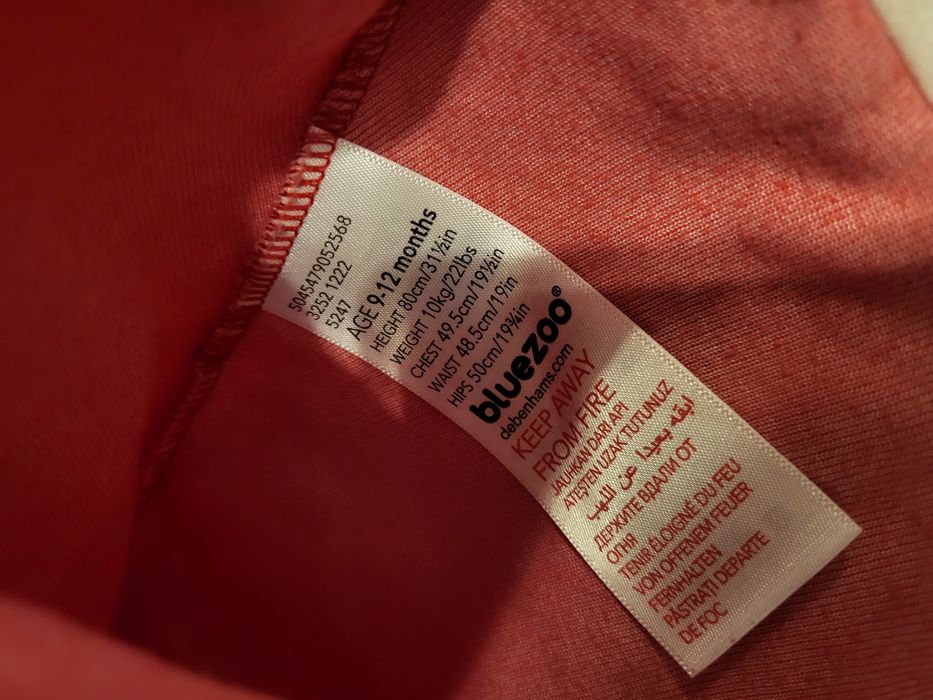 5045479052568
3252 1222
5247
AGE 9-12 months
HEIGHT 80cm/31½in
WEIGHT 10kg/22lbs
CHEST 49.5cm/19½in
WAIST 48.5cm/19in
HIPS 50cm/19¾in
bluezoo®
debenhams.com
KEEP AWAY
FROM FIRE
JAUHKAN DARI API
ATEŞTEN UZAK TUTUNUZ
ابقه بعيدا عن اللهب
ДЕРЖИТЕ ВДАЛИ ОТ
ОГНЯ
TENIR ÉLOIGNÉ DU FEU
VON OFFENEM FEUER
FERNHALTEN
PĂSTRATI DEPARTE
DE FOC